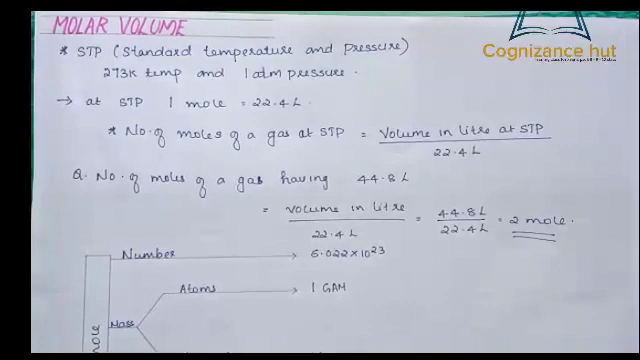 MOLAR VOLUME
Cognizance hut
* STP (Standard temperature and pressure)
273K temp and 1 atm pressure.
→ at STP 1 mole = 22.4 L.
* No. of moles of a gas at STP = Volume in litre at STP
22.4 L
Q. No. of moles of a gas having 44.8 L
= Volume in litre = 44.8 L = 2 mole.
22.4 L 22.4 L
Number → 6.022×10²³
Atoms → 1 GAM
Mass
mole